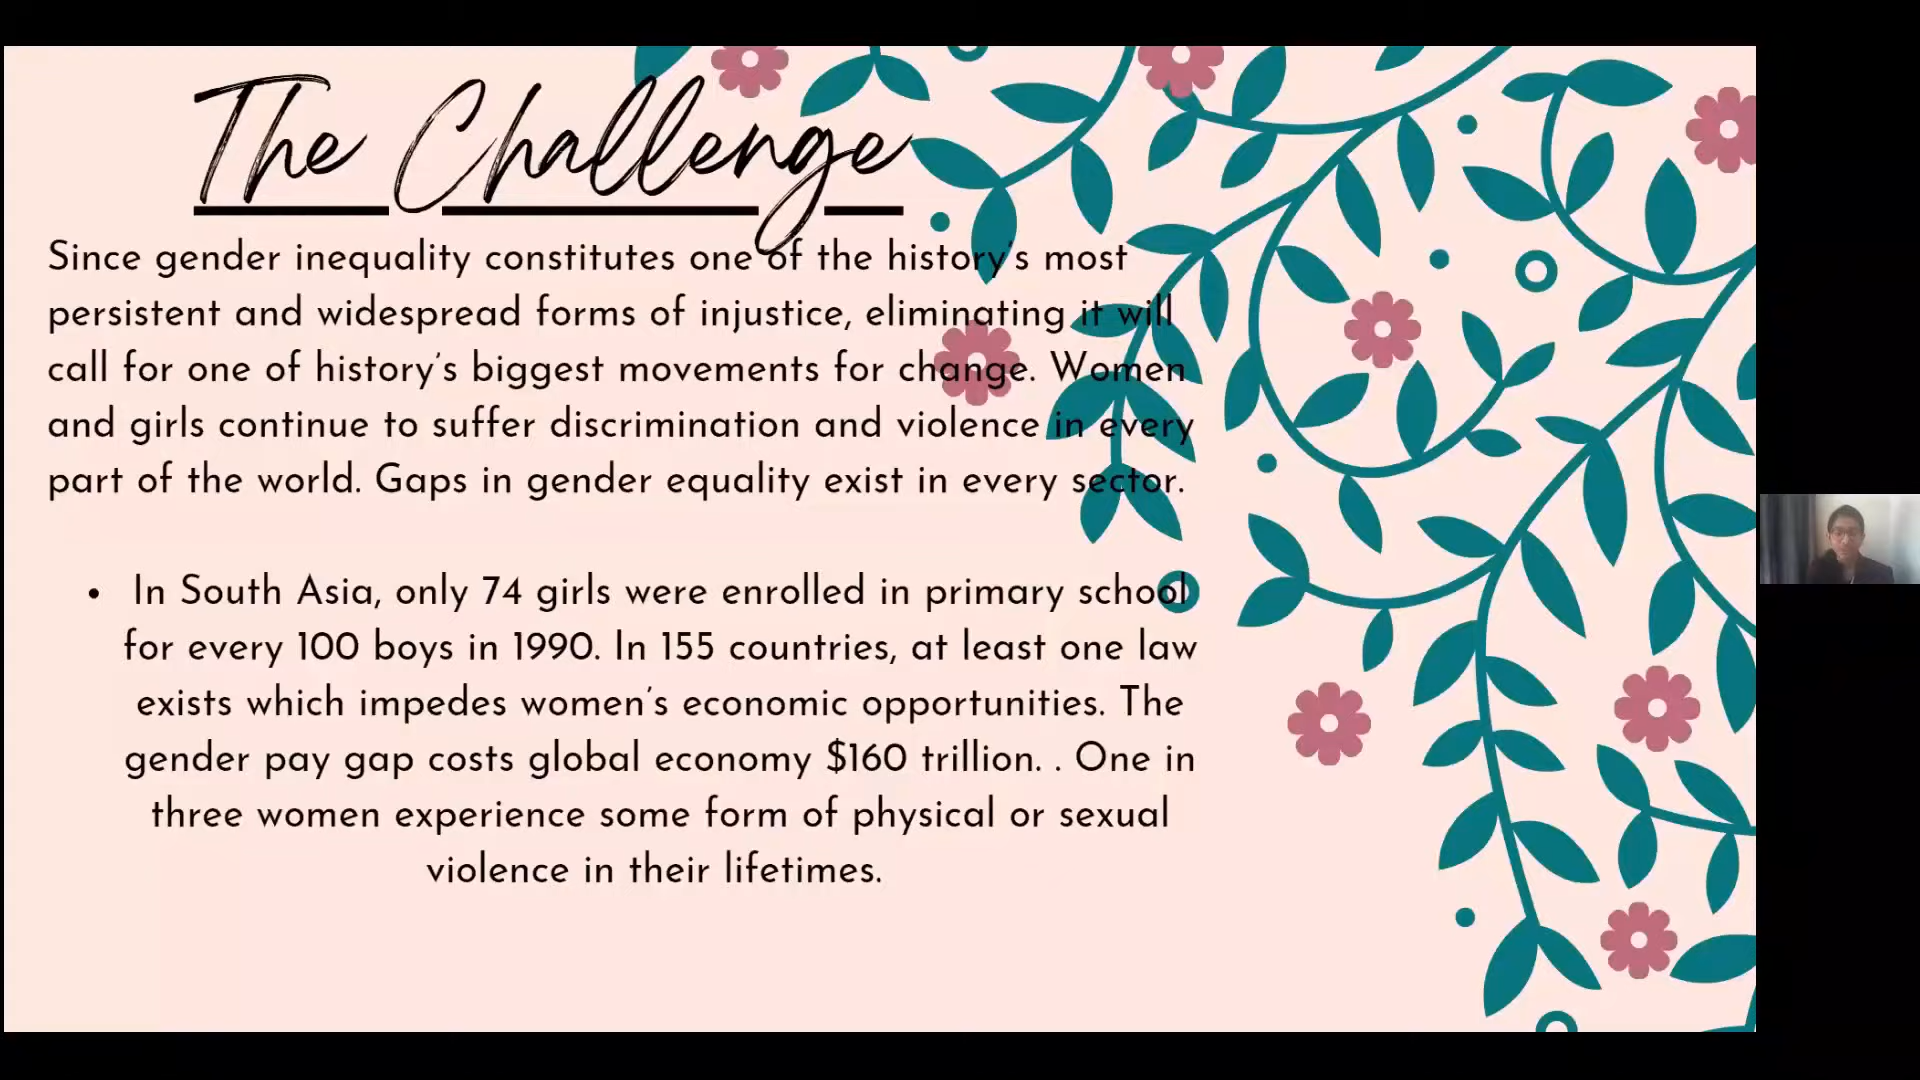 The Challenge
Since gender inequality constitutes one of the history's most
persistent and widespread forms of injustice, eliminating it will
call for one of history's biggest movements for change. Women
and girls continue to suffer discrimination and violence in every
part of the world. Gaps in gender equality exist in every sector.
• In South Asia, only 74 girls were enrolled in primary school
for every 100 boys in 1990. In 155 countries, at least one law
exists which impedes women's economic opportunities. The
gender pay gap costs global economy $160 trillion. . One in
three women experience some form of physical or sexual
violence in their lifetimes.